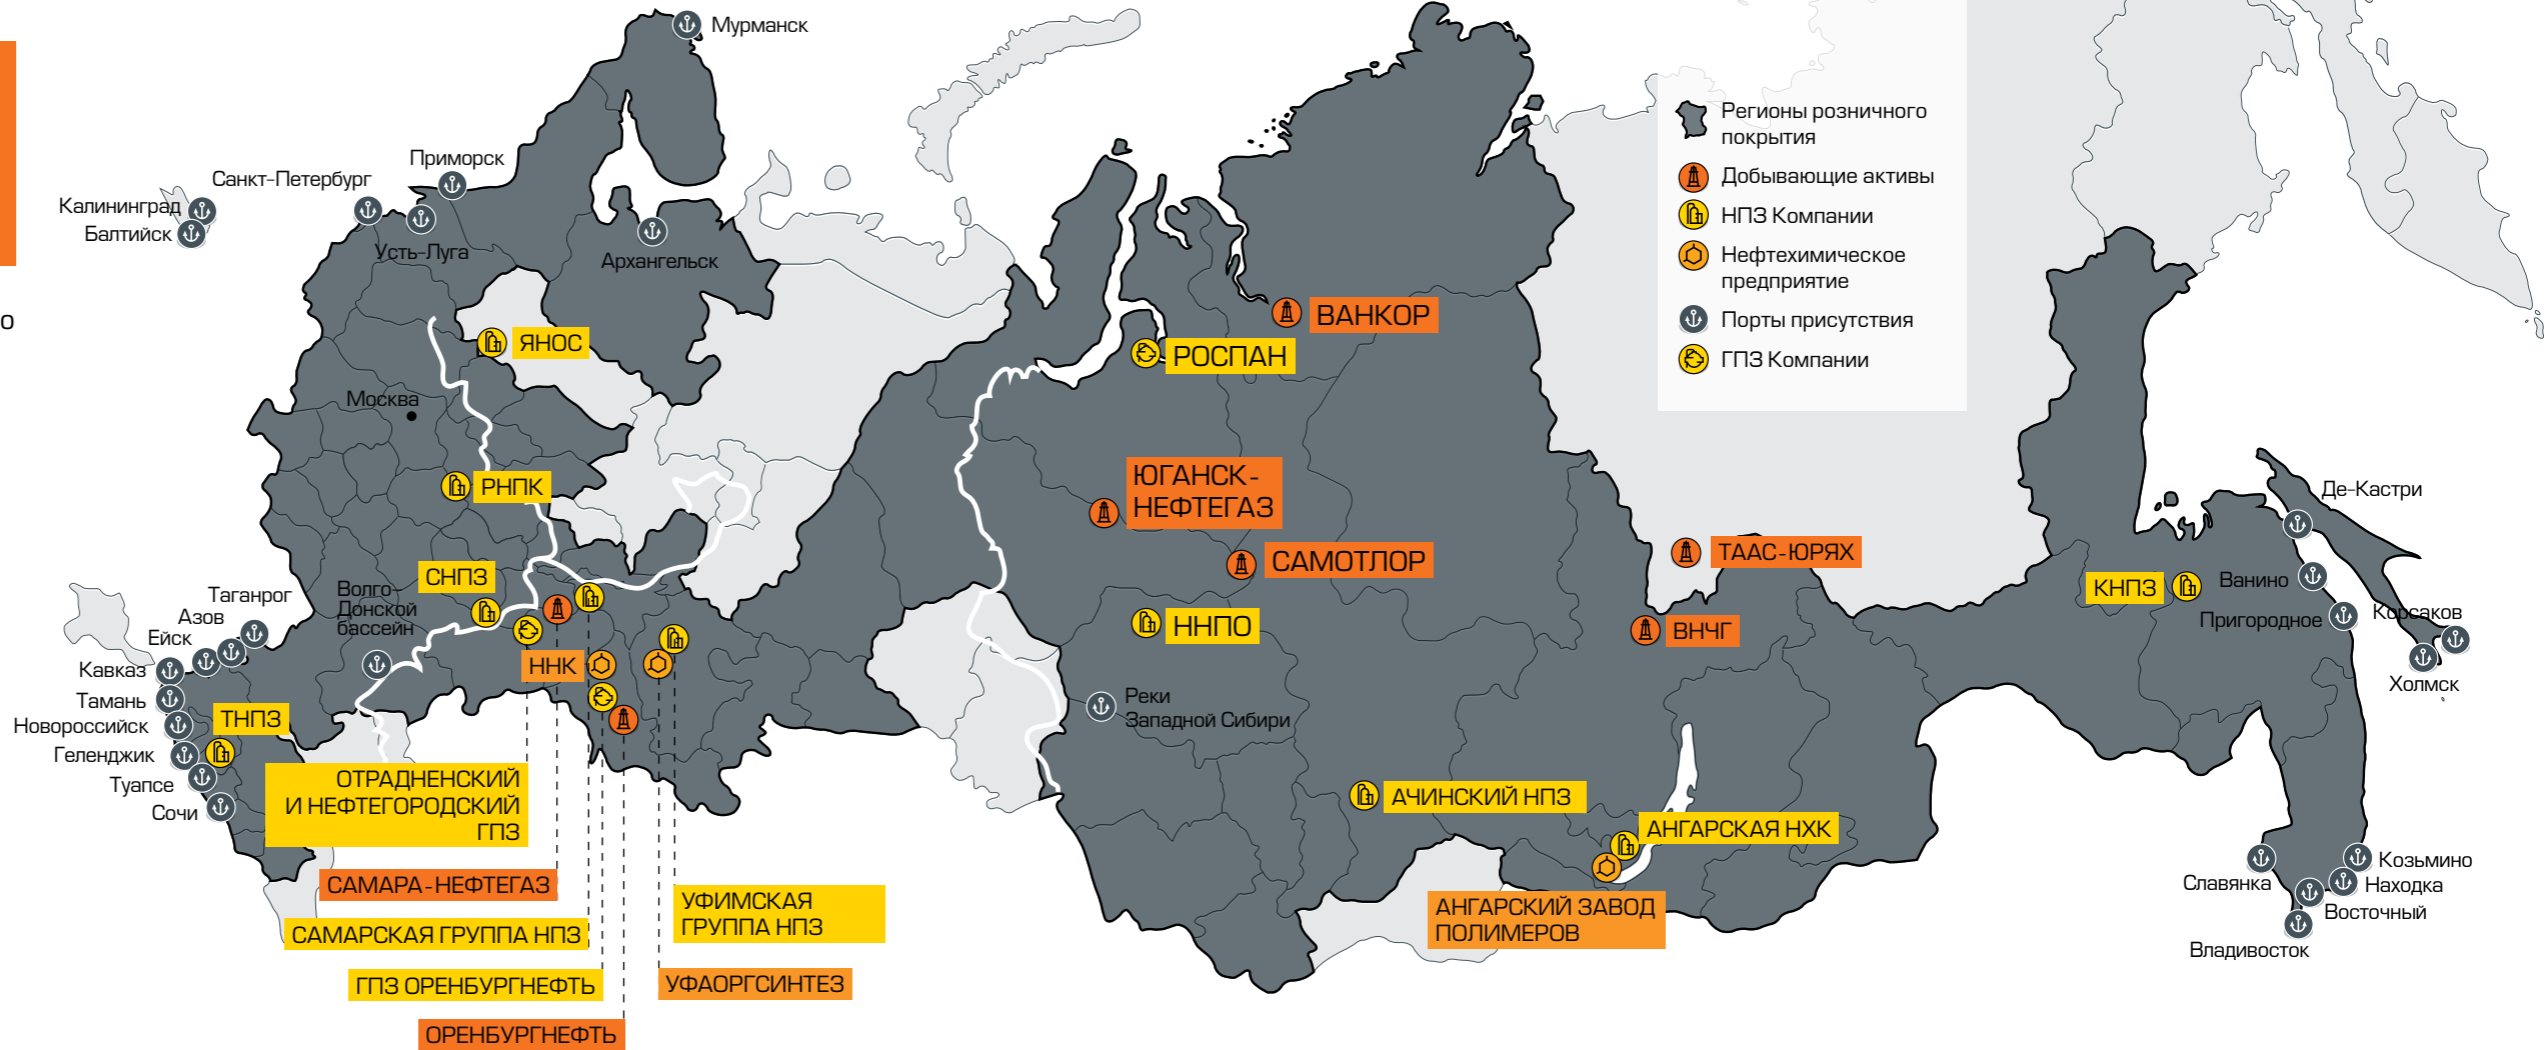 Мурманск
Приморск
Санкт-Петербург
Калининград
Балтийск
Усть-Луга
Архангельск
о
ЯНОС
Москва
РНПК
СНПЗ
Волго-
Донской
бассейн
Таганрог
Азов
Ейск
Кавказ
Тамань
Новороссийск
Геленджик
Туапсе
Сочи
ТНПЗ
ННК
ОТРАДНЕНСКИЙ
И НЕФТЕГОРОДСКИЙ
ГПЗ
САМАРА-НЕФТЕГАЗ
САМАРСКАЯ ГРУППА НПЗ
ГПЗ ОРЕНБУРГНЕФТЬ
ОРЕНБУРГНЕФТЬ
УФИМСКАЯ
ГРУППА НПЗ
УФАОРГСИНТЕЗ
ВАНКОР
РОСПАН
ЮГАНСК-
НЕФТЕГАЗ
САМОТЛОР
ННПО
Реки
Западной Сибири
АЧИНСКИЙ НПЗ
АНГАРСКАЯ НХК
АНГАРСКИЙ ЗАВОД
ПОЛИМЕРОВ
ТААС-ЮРЯХ
ВНЧГ
Регионы розничного
покрытия
Добывающие активы
НПЗ Компании
Нефтехимическое
предприятие
Порты присутствия
ГПЗ Компании
Де-Кастри
КНПЗ
Ванино
Пригородное
Корсаков
Холмск
Козьмино
Славянка
Находка
Восточный
Владивосток